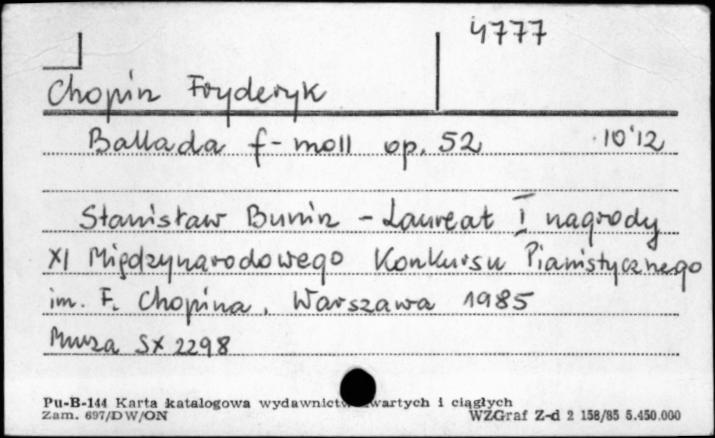 4777
Chopin Fryderyk
Ballada f-moll op. 52 10'12
Stanisław Bunin - Laureat I nagrody
XI Międzynarodowego Konkursu Pianistycznego
im. F. Chopina, Warszawa 1985
Muza SX 2298
Pu-B-144 Karta katalogowa wydawnictw zwartych i ciągłych
Zam. 697/DW/ON WZGraf Z-d 2 158/85 5.450.000